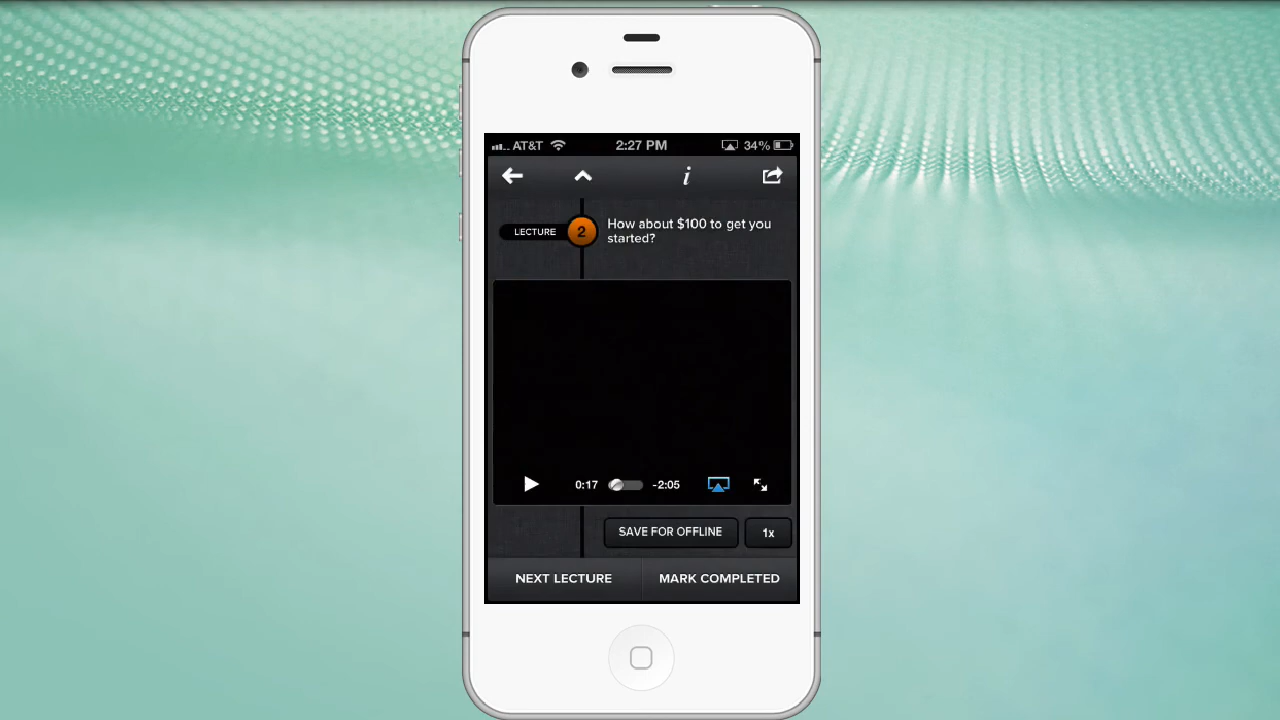 AT&T 2:27 PM 34%
i
LECTURE 2 How about $100 to get you
started?
0:17 -2:05
SAVE FOR OFFLINE 1x
NEXT LECTURE MARK COMPLETED